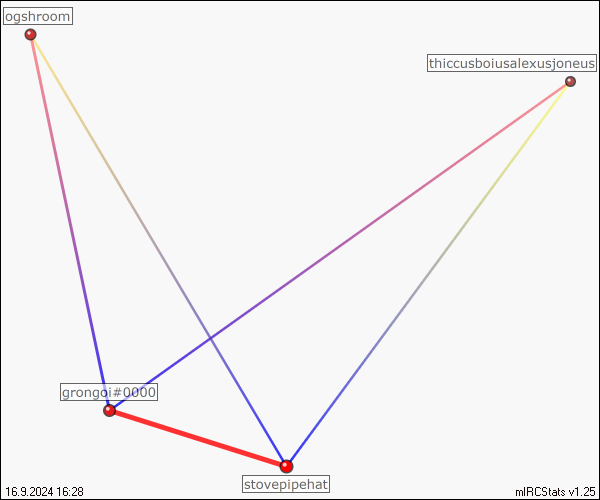 ogshroom
thiccusboiusalexusjoneus
grongoi#0000
stovepipehat
16.9.2024 16:28
mIRCStats v1.25